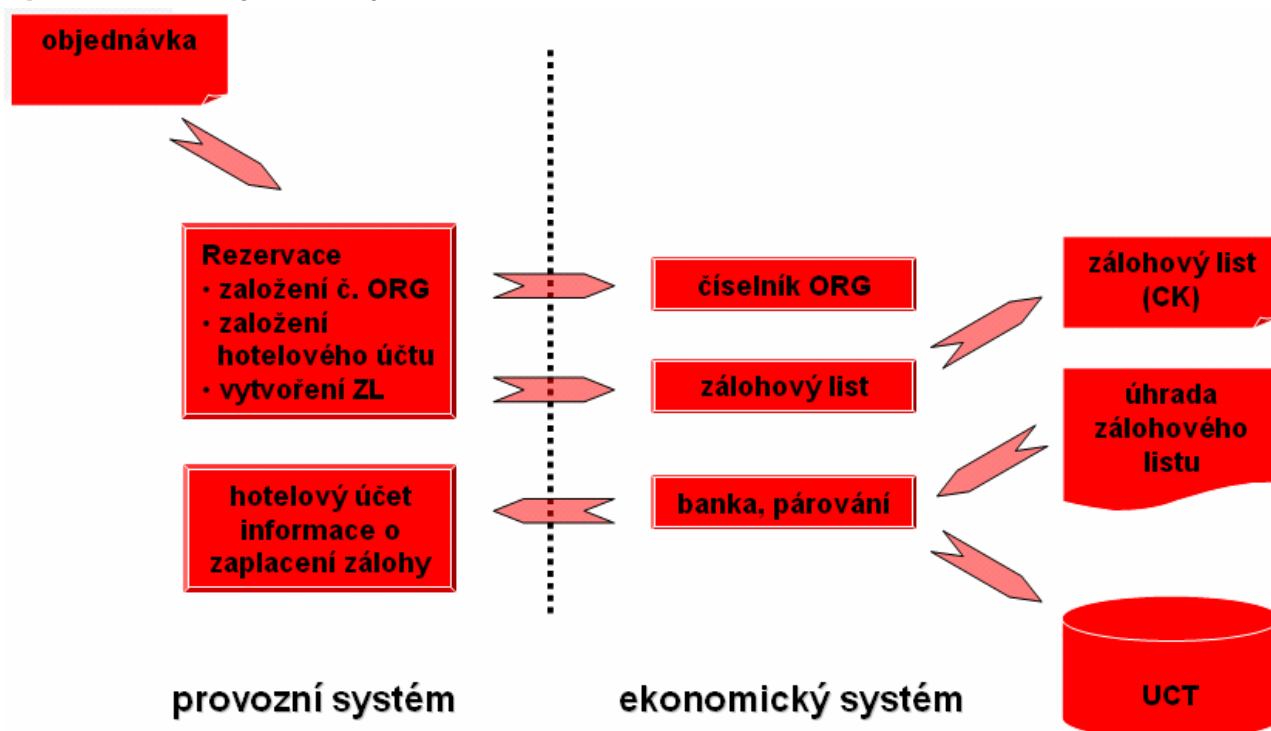 objednávka
Rezervace
• založení č. ORG
• založení
hotelového účtu
• vytvoření ZL
hotelový účet
informace o
zaplacení zálohy
číselník ORG
zálohový list
banka, párování
zálohový list
(CK)
úhrada
zálohového
listu
UCT
provozní systém
ekonomický systém